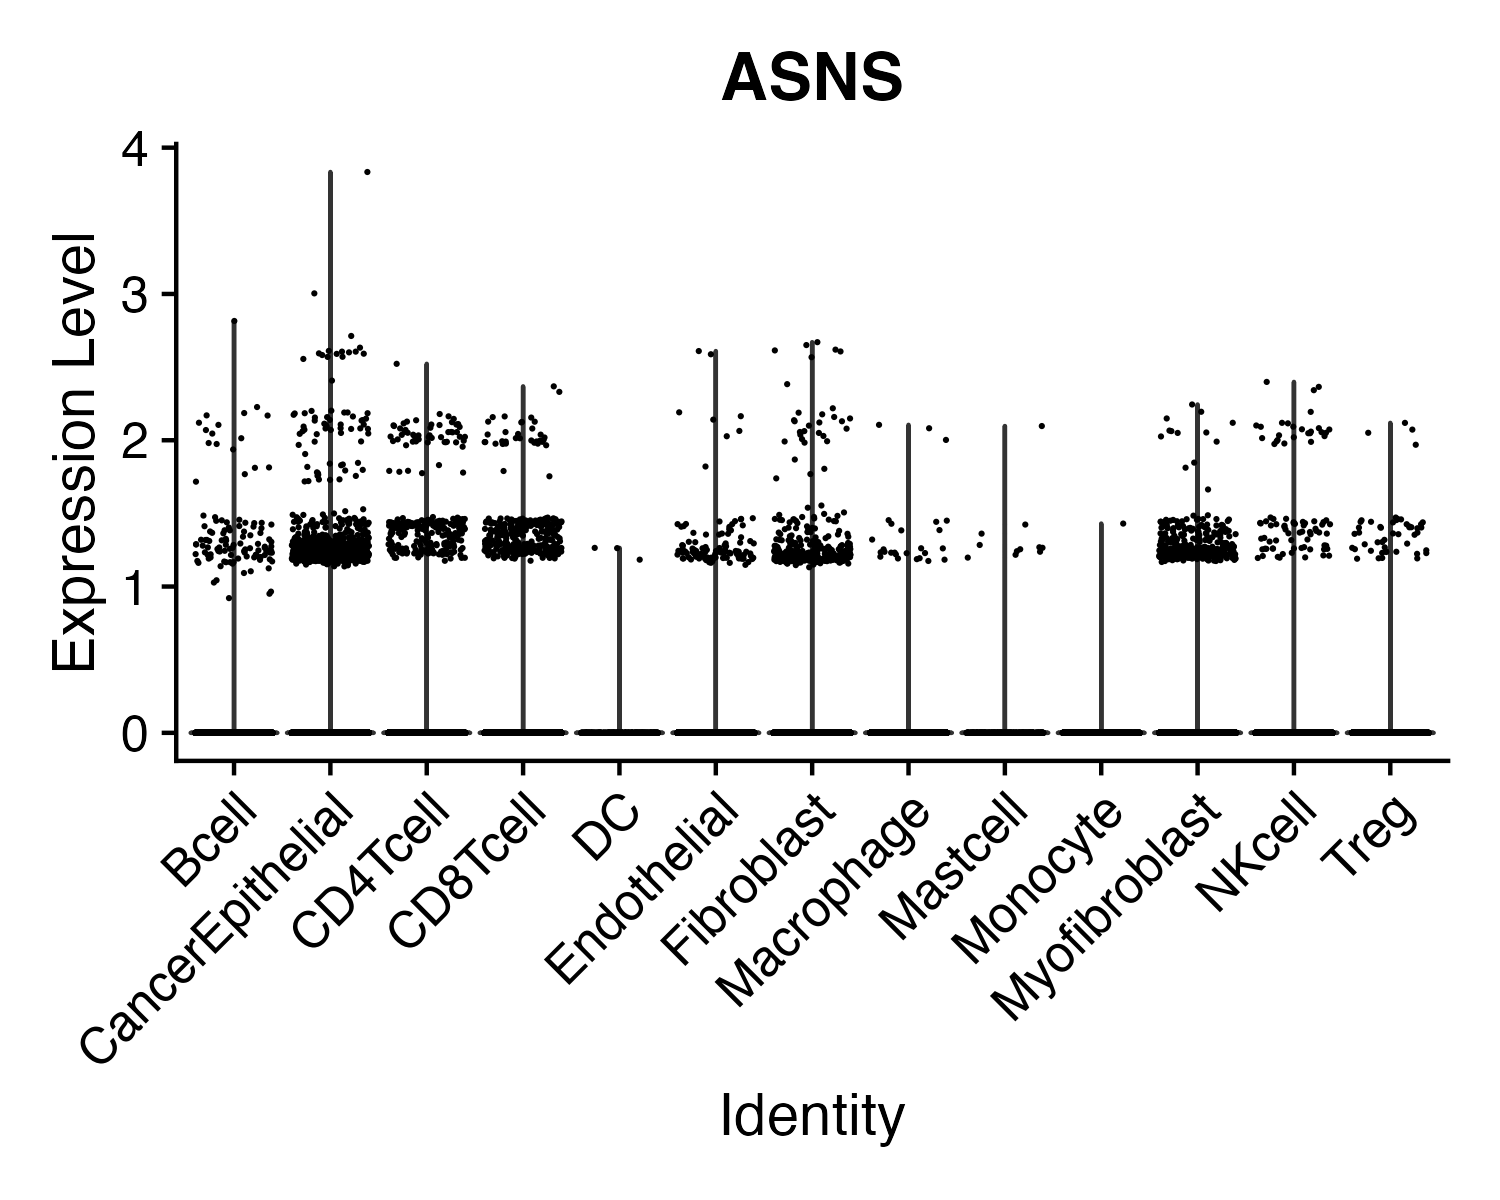 ASNS
Expression Level
4
3
2
1
0
Bcell
CancerEpithelial
CD4Tcell
CD8Tcell
DC
Endothelial
Fibroblast
Macrophage
Mastcell
Monocyte
Myofibroblast
NKcell
Treg
Identity